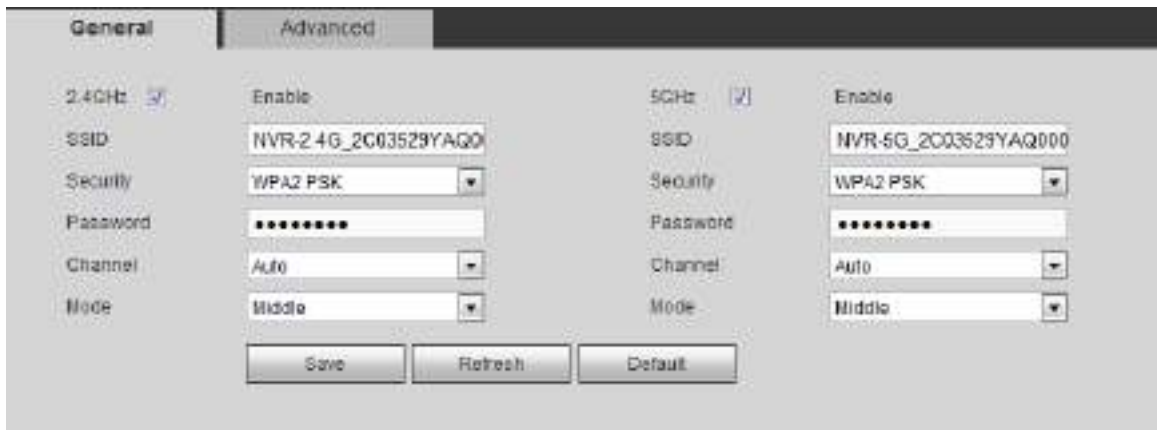 General Advanced
2.4GHz Enable 5GHz Enable
SSID NVR-2.4G_2C03529YAQ0 SSID NVR-5G_2C03529YAQ000
Security WPA2 PSK Security WPA2 PSK
Password ●●●●●●●● Password ●●●●●●●●
Channel Auto Channel Auto
Mode Middle Mode Middle
Save Refresh Default